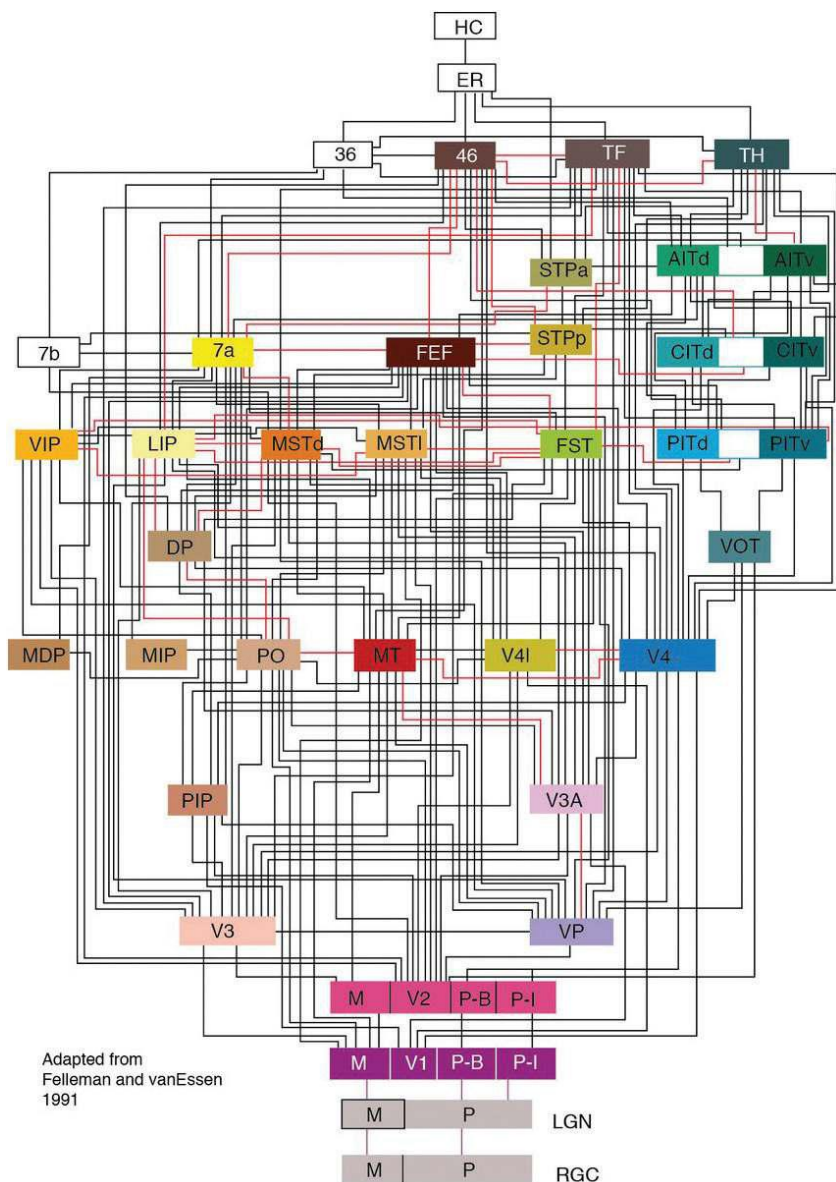 HC
ER
36 46 TF TH
STPa AITd AITv
7b 7a FEF STPp CITd CITv
VIP LIP MSTd MSTl FST PITd PITv
DP VOT
MDP MIP PO MT V4l V4
PIP V3A
V3 VP
M V2 P-B P-I
M V1 P-B P-I
Adapted from
Felleman and vanEssen
1991
M P LGN
M P RGC